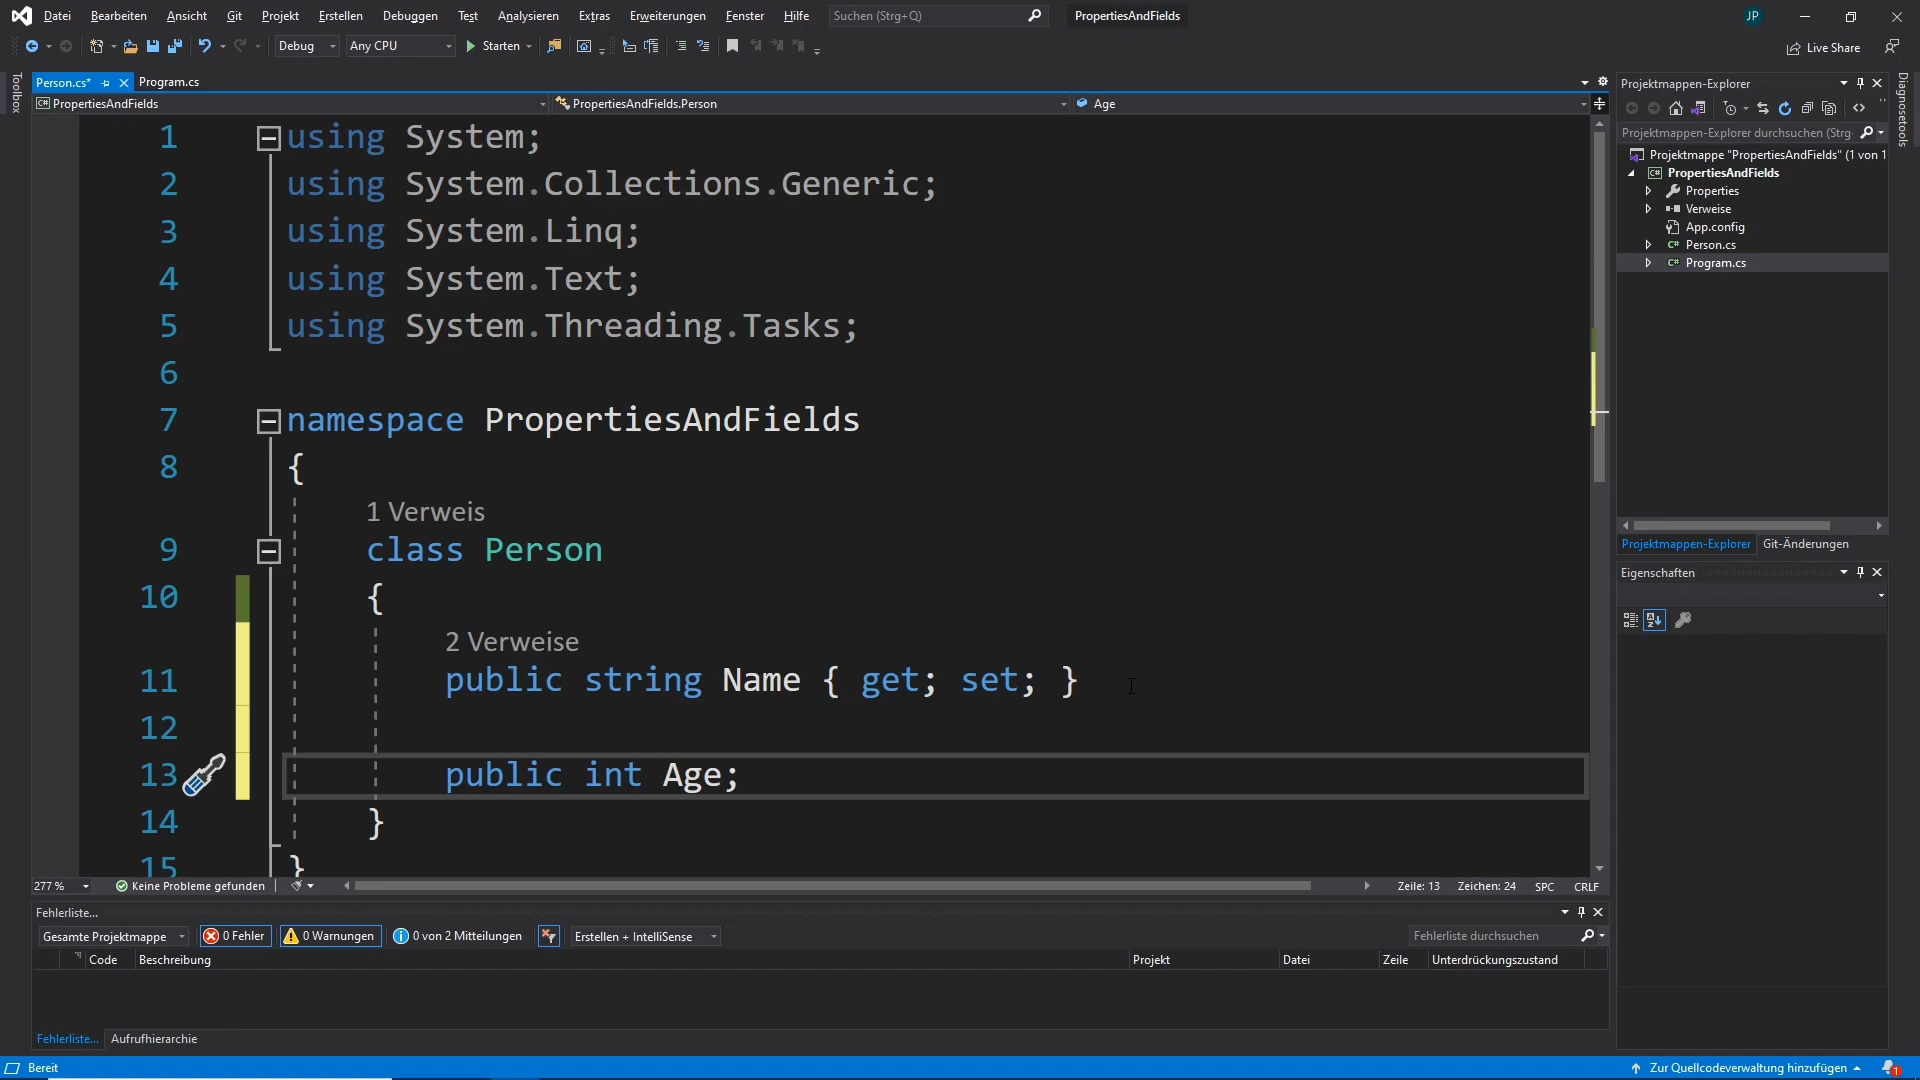 Datei Bearbeiten Ansicht Git Projekt Erstellen Debuggen Test Analysieren Extras Erweiterungen Fenster Hilfe Suchen (Strg+Q) PropertiesAndFields JP
Debug Any CPU Starten Live Share
Toolbox
Person.cs* Program.cs
PropertiesAndFields PropertiesAndFields.Person Age
1 using System;
2 using System.Collections.Generic;
3 using System.Linq;
4 using System.Text;
5 using System.Threading.Tasks;
6
7 namespace PropertiesAndFields
8 {
1 Verweis
9 class Person
10 {
2 Verweise
11 public string Name { get; set; }
12
13 public int Age;
14 }
15 }
277 % Keine Probleme gefunden Zeile: 13 Zeichen: 24 SPC CRLF
Fehlerliste...
Gesamte Projektmappe 0 Fehler 0 Warnungen 0 von 2 Mitteilungen Erstellen + IntelliSense Fehlerliste durchsuchen
Code Beschreibung Projekt Datei Zeile Unterdrückungszustand
Fehlerliste... Aufrufhierarchie
Bereit Zur Quellcodeverwaltung hinzufügen 1
Projektmappen-Explorer
Projektmappen-Explorer durchsuchen (Strg
Projektmappe "PropertiesAndFields" (1 von 1
PropertiesAndFields
Properties
Verweise
App.config
Person.cs
Program.cs
Projektmappen-Explorer Git-Änderungen
Eigenschaften
Diagnosetools